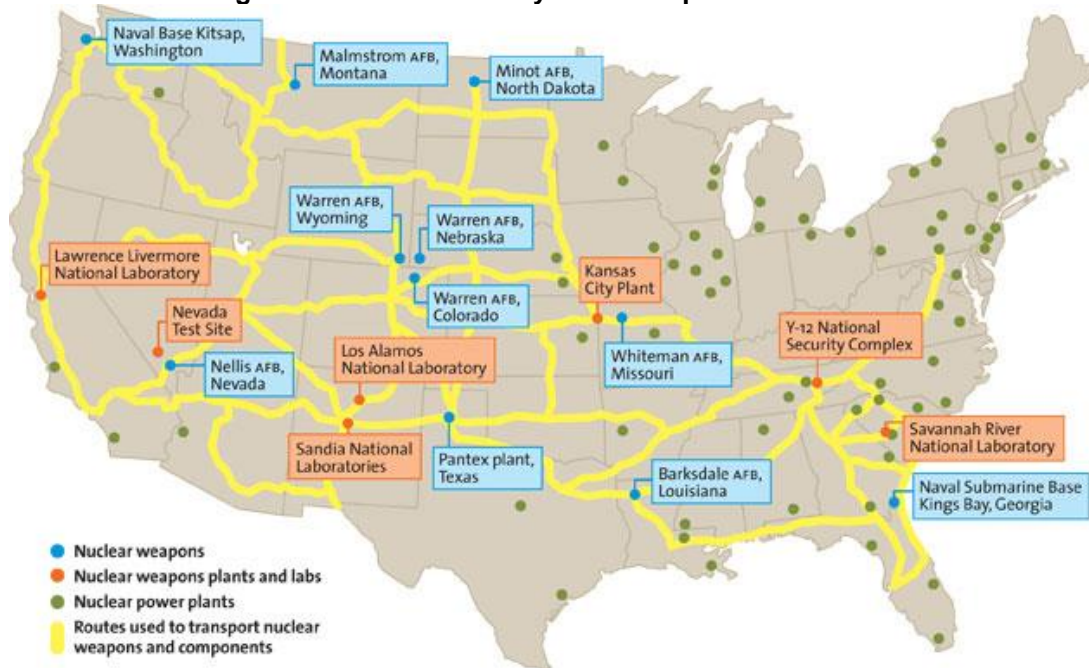 Naval Base Kitsap,
Washington
Malmstrom AFB,
Montana
Minot AFB,
North Dakota
Warren AFB,
Wyoming
Warren AFB,
Nebraska
Lawrence Livermore
National Laboratory
Kansas
City Plant
Nevada
Test Site
Warren AFB,
Colorado
Y-12 National
Security Complex
Los Alamos
National Laboratory
Nellis AFB,
Nevada
Whiteman AFB,
Missouri
Sandia National
Laboratories
Pantex plant,
Texas
Savannah River
National Laboratory
Barksdale AFB,
Louisiana
Naval Submarine Base
Kings Bay, Georgia
Nuclear weapons
Nuclear weapons plants and labs
Nuclear power plants
Routes used to transport nuclear
weapons and components